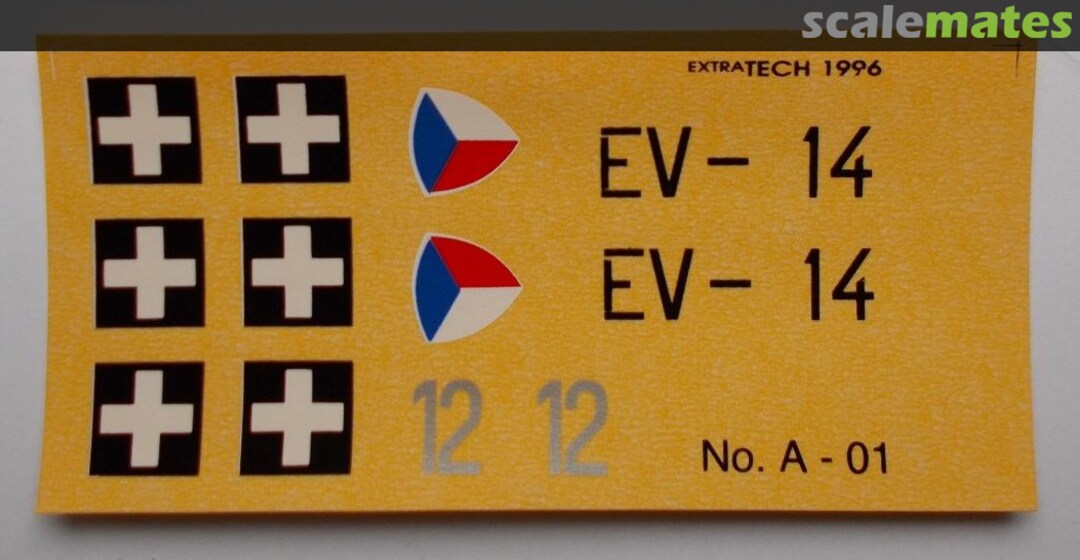 scalemates
EXTRATECH 1996
EV- 14
EV- 14
12 12
No. A - 01